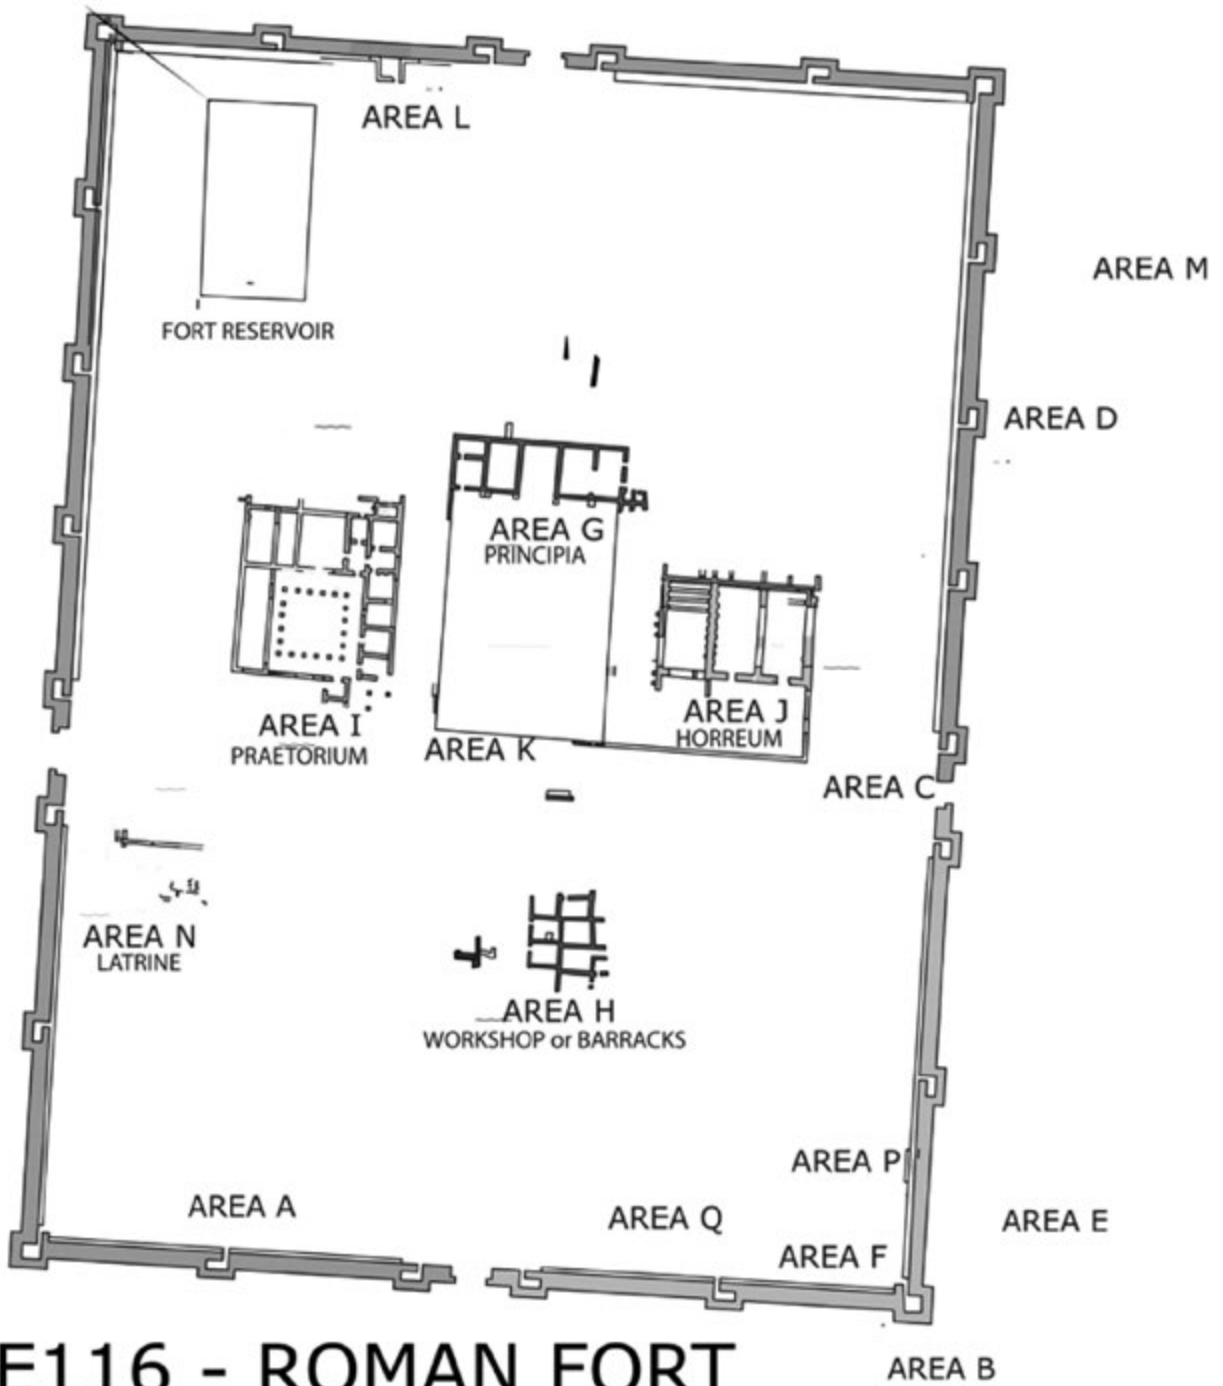 AREA L
AREA M
FORT RESERVOIR
AREA D
AREA G
PRINCIPIA
AREA I
PRAETORIUM
AREA K
AREA J
HORREUM
AREA C
AREA N
LATRINE
AREA H
WORKSHOP or BARRACKS
AREA P
AREA A
AREA Q
AREA E
AREA F
E116 - ROMAN FORT
AREA B